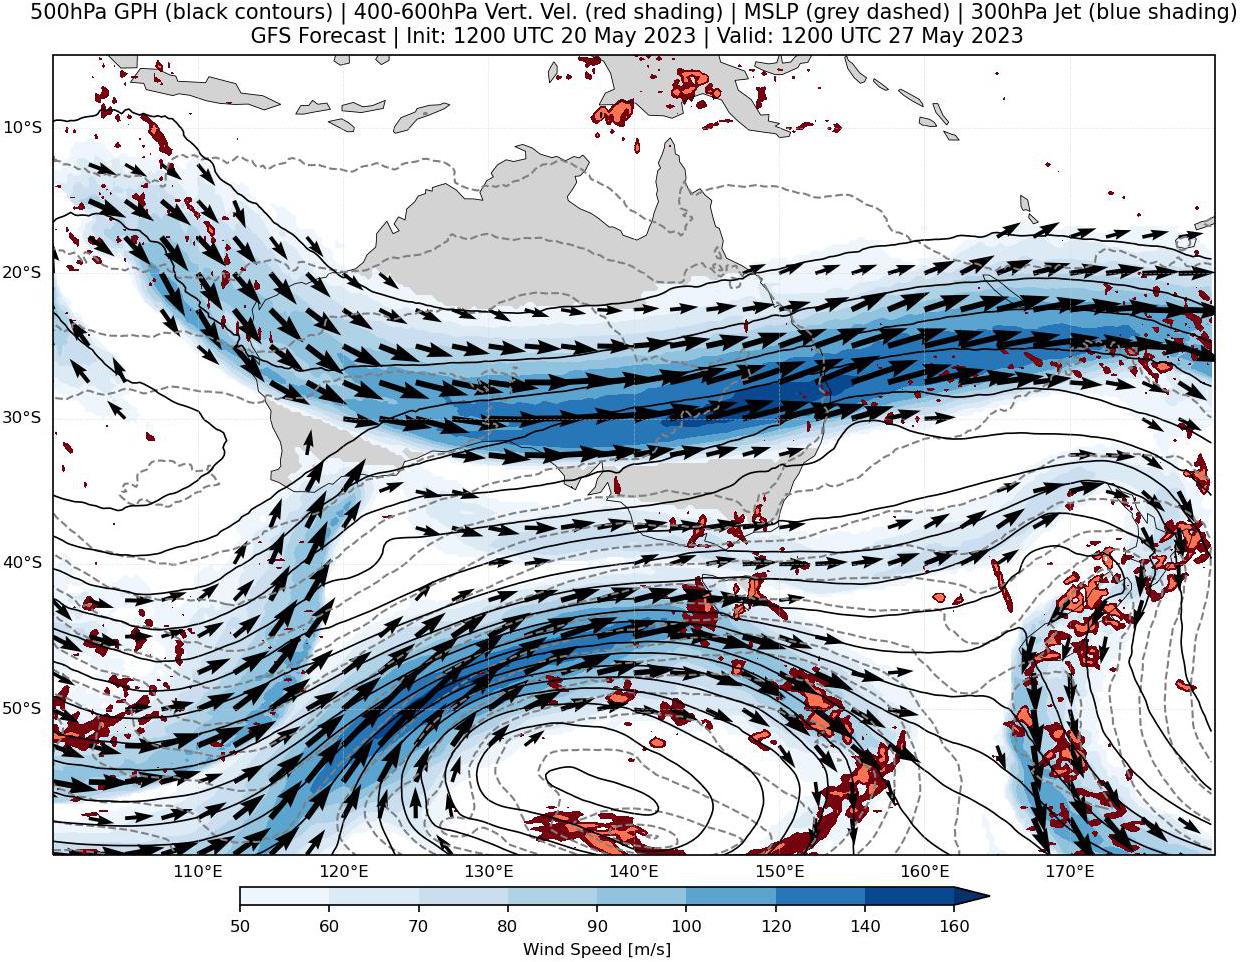 500hPa GPH (black contours) | 400-600hPa Vert. Vel. (red shading) | MSLP (grey dashed) | 300hPa Jet (blue shading)
GFS Forecast | Init: 1200 UTC 20 May 2023 | Valid: 1200 UTC 27 May 2023
10°S
20°S
30°S
40°S
50°S
110°E 120°E 130°E 140°E 150°E 160°E 170°E
50 60 70 80 90 100 120 140 160
Wind Speed [m/s]